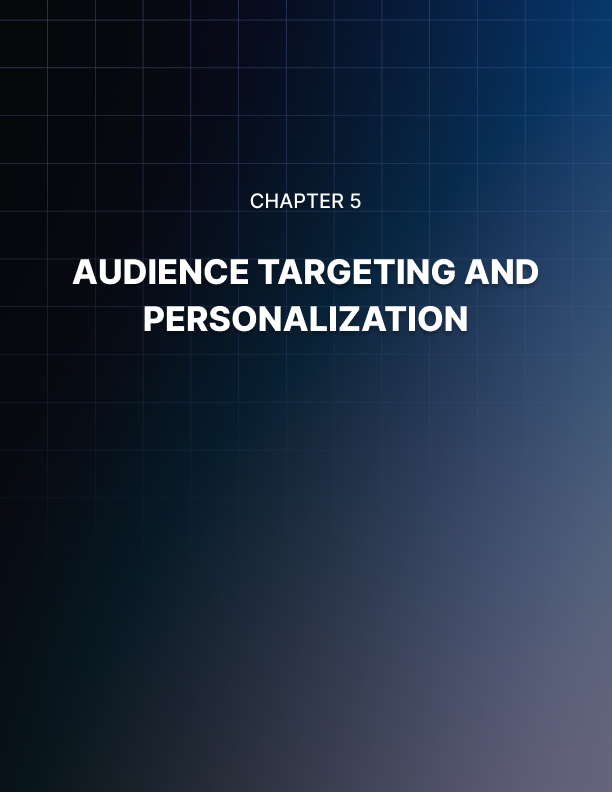 CHAPTER 5
AUDIENCE TARGETING AND
PERSONALIZATION